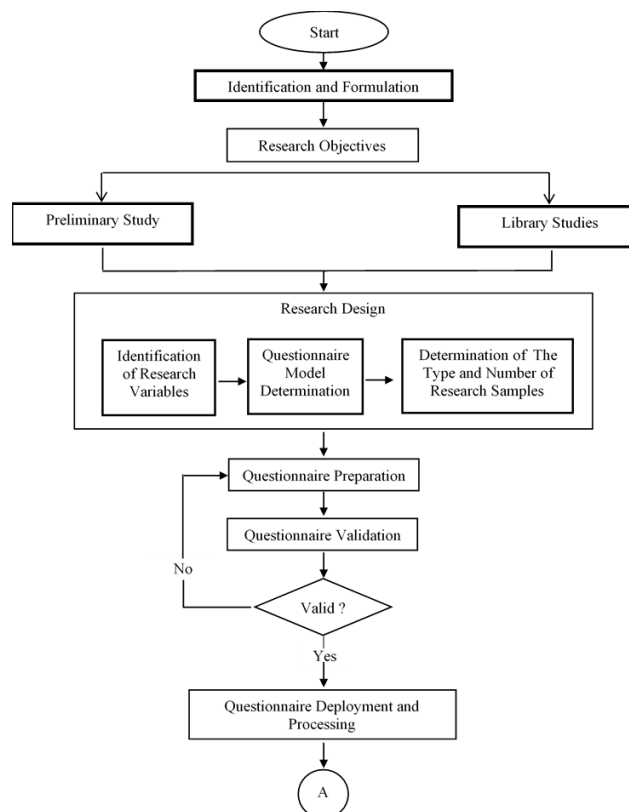 Start
Identification and Formulation
Research Objectives
Preliminary Study
Library Studies
Research Design
Identification
of Research
Variables
Questionnaire
Model
Determination
Determination of The
Type and Number of
Research Samples
Questionnaire Preparation
Questionnaire Validation
No
Valid ?
Yes
Questionnaire Deployment and
Processing
A